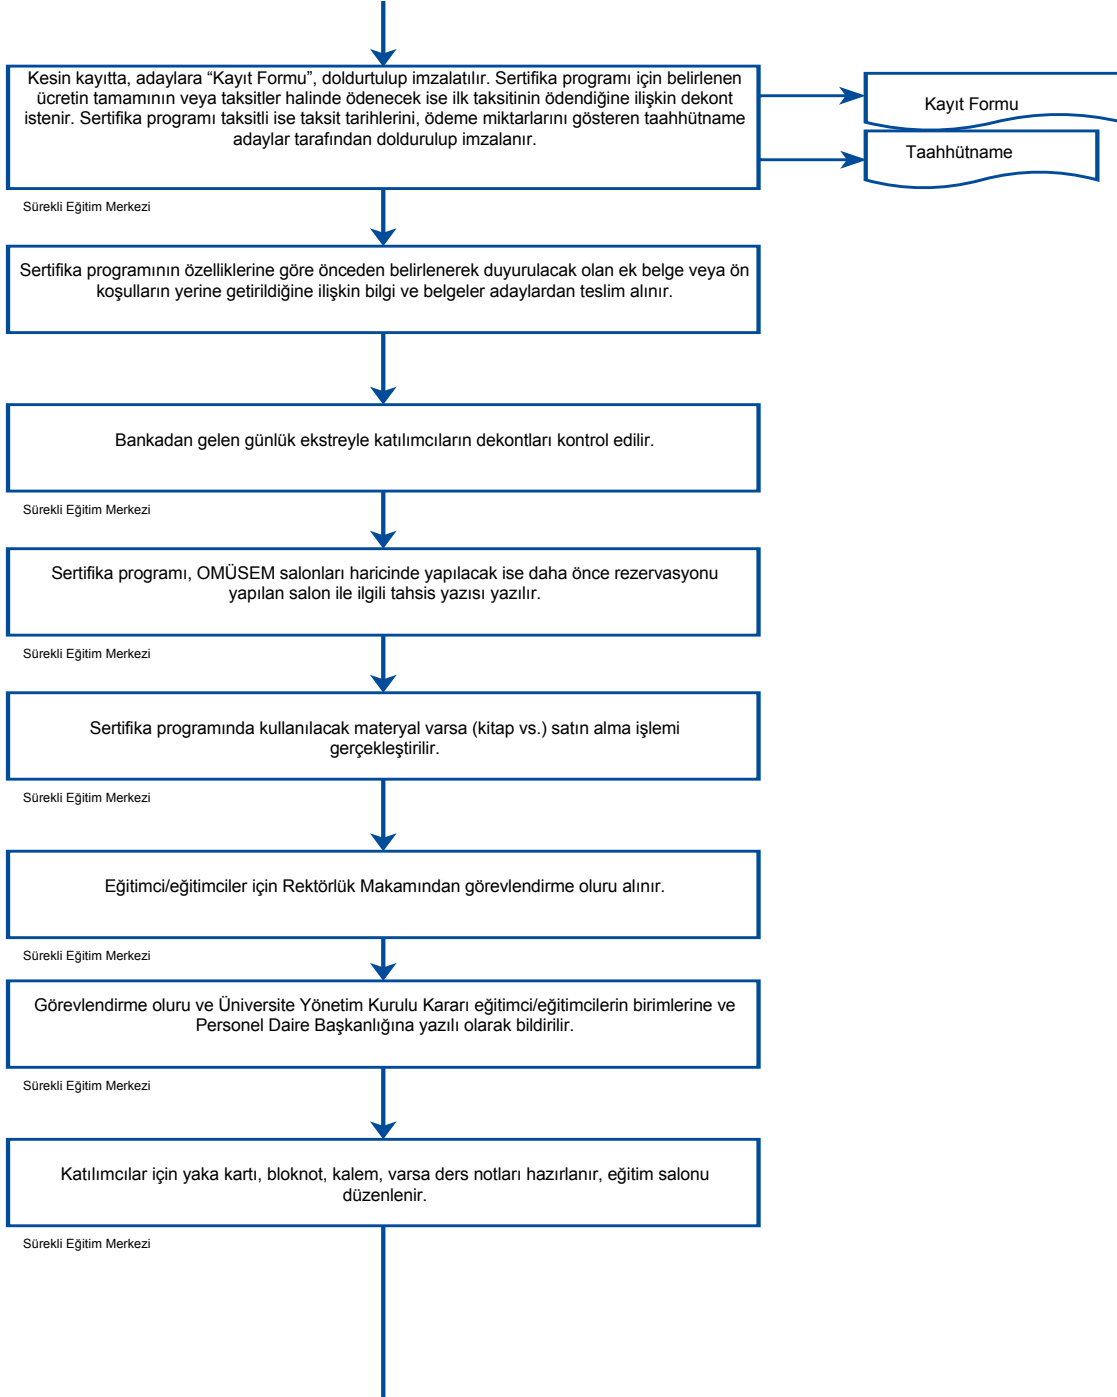 Kesin kayıtta, adaylara “Kayıt Formu”, doldurtulup imzalatılır. Sertifika programı için belirlenen
ücretin tamamının veya taksitler halinde ödenecek ise ilk taksitinin ödendiğine ilişkin dekont
istenir. Sertifika programı taksitli ise taksit tarihlerini, ödeme miktarlarını gösteren taahhütname
adaylar tarafından doldurulup imzalanır.
Kayıt Formu
Taahhütname
Sürekli Eğitim Merkezi
Sertifika programının özelliklerine göre önceden belirlenerek duyurulacak olan ek belge veya ön
koşulların yerine getirildiğine ilişkin bilgi ve belgeler adaylardan teslim alınır.
Bankadan gelen günlük ekstreyle katılımcıların dekontları kontrol edilir.
Sürekli Eğitim Merkezi
Sertifika programı, OMÜSEM salonları haricinde yapılacak ise daha önce rezervasyonu
yapılan salon ile ilgili tahsis yazısı yazılır.
Sürekli Eğitim Merkezi
Sertifika programında kullanılacak materyal varsa (kitap vs.) satın alma işlemi
gerçekleştirilir.
Sürekli Eğitim Merkezi
Eğitimci/eğitimciler için Rektörlük Makamından görevlendirme oluru alınır.
Sürekli Eğitim Merkezi
Görevlendirme oluru ve Üniversite Yönetim Kurulu Kararı eğitimci/eğitimcilerin birimlerine ve
Personel Daire Başkanlığına yazılı olarak bildirilir.
Sürekli Eğitim Merkezi
Katılımcılar için yaka kartı, bloknot, kalem, varsa ders notları hazırlanır, eğitim salonu
düzenlenir.
Sürekli Eğitim Merkezi